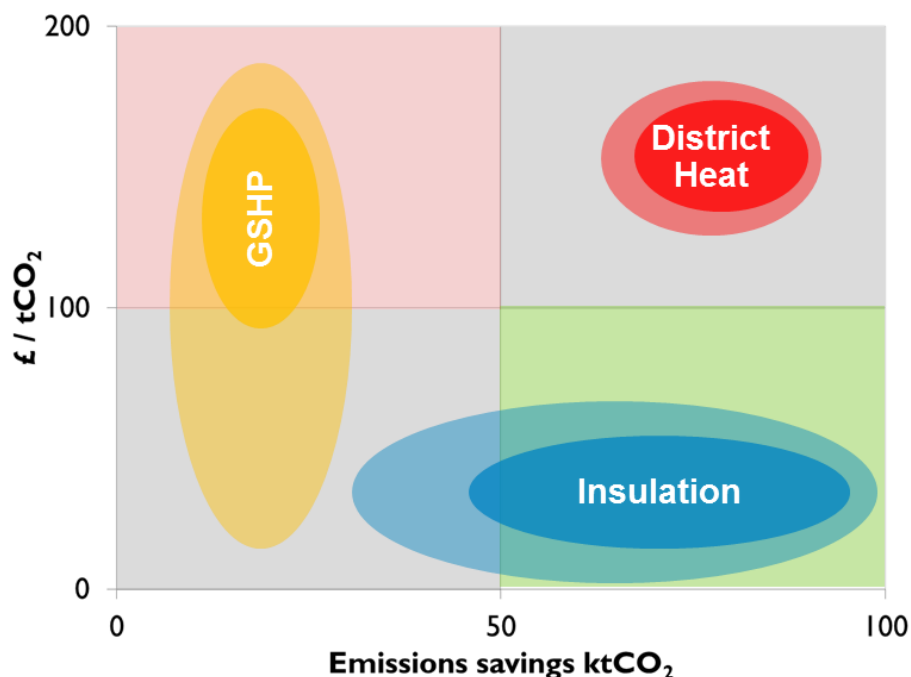 200
District
Heat
GSHP
£ / tCO₂
100
Insulation
0
0
50
100
Emissions savings ktCO₂